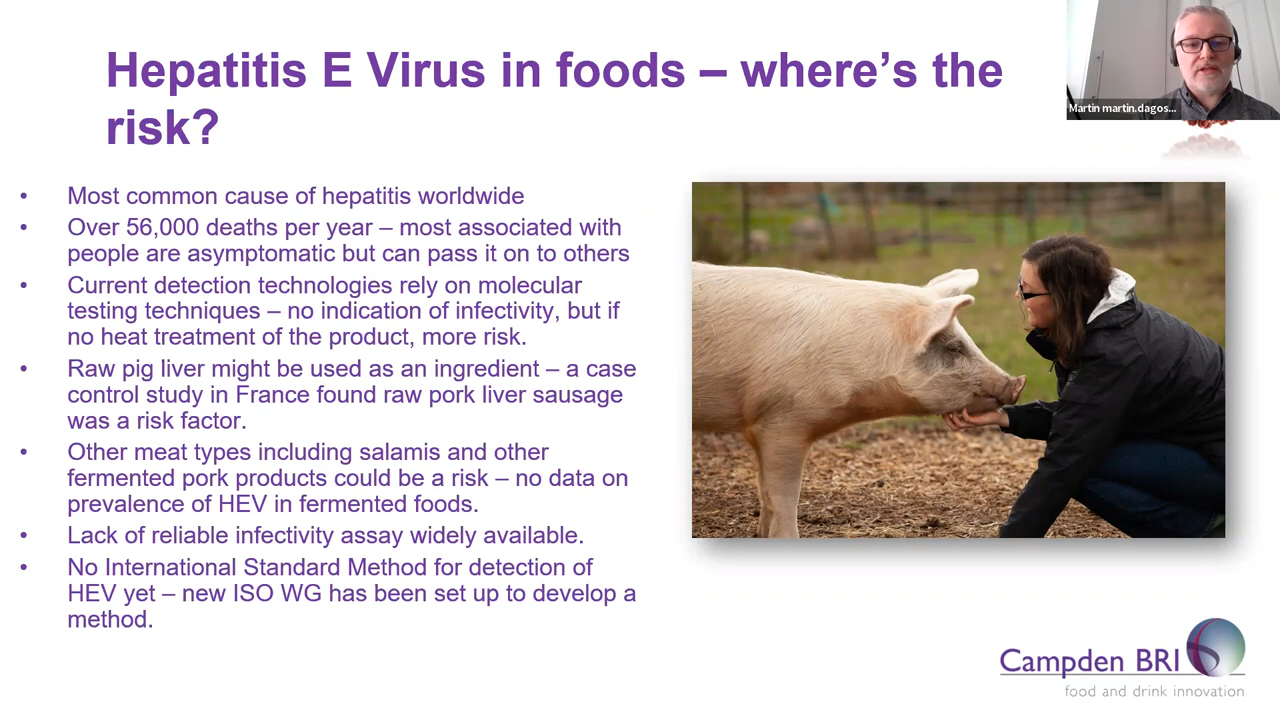 Hepatitis E Virus in foods – where’s the
risk?
Martin martin.dagos...
• Most common cause of hepatitis worldwide
• Over 56,000 deaths per year – most associated with
people are asymptomatic but can pass it on to others
• Current detection technologies rely on molecular
testing techniques – no indication of infectivity, but if
no heat treatment of the product, more risk.
• Raw pig liver might be used as an ingredient – a case
control study in France found raw pork liver sausage
was a risk factor.
• Other meat types including salamis and other
fermented pork products could be a risk – no data on
prevalence of HEV in fermented foods.
• Lack of reliable infectivity assay widely available.
• No International Standard Method for detection of
HEV yet – new ISO WG has been set up to develop a
method.
Campden BRI
food and drink innovation